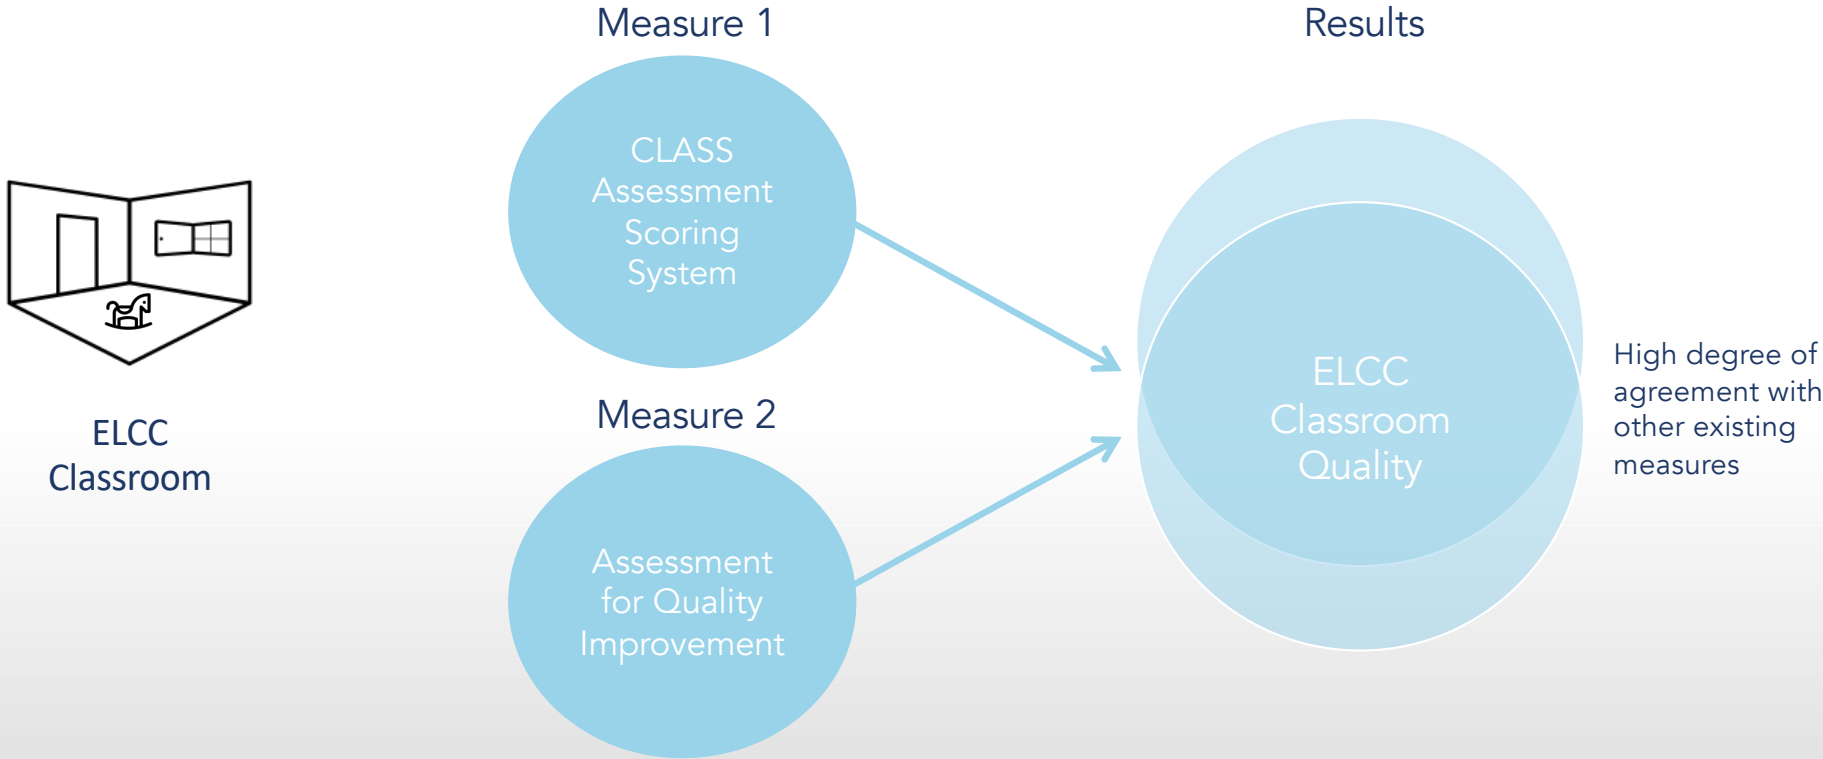 Measure 1
Results
CLASS
Assessment
Scoring
System
ELCC
Classroom
Measure 2
Assessment
for Quality
Improvement
ELCC
Classroom
Quality
High degree of
agreement with
other existing
measures